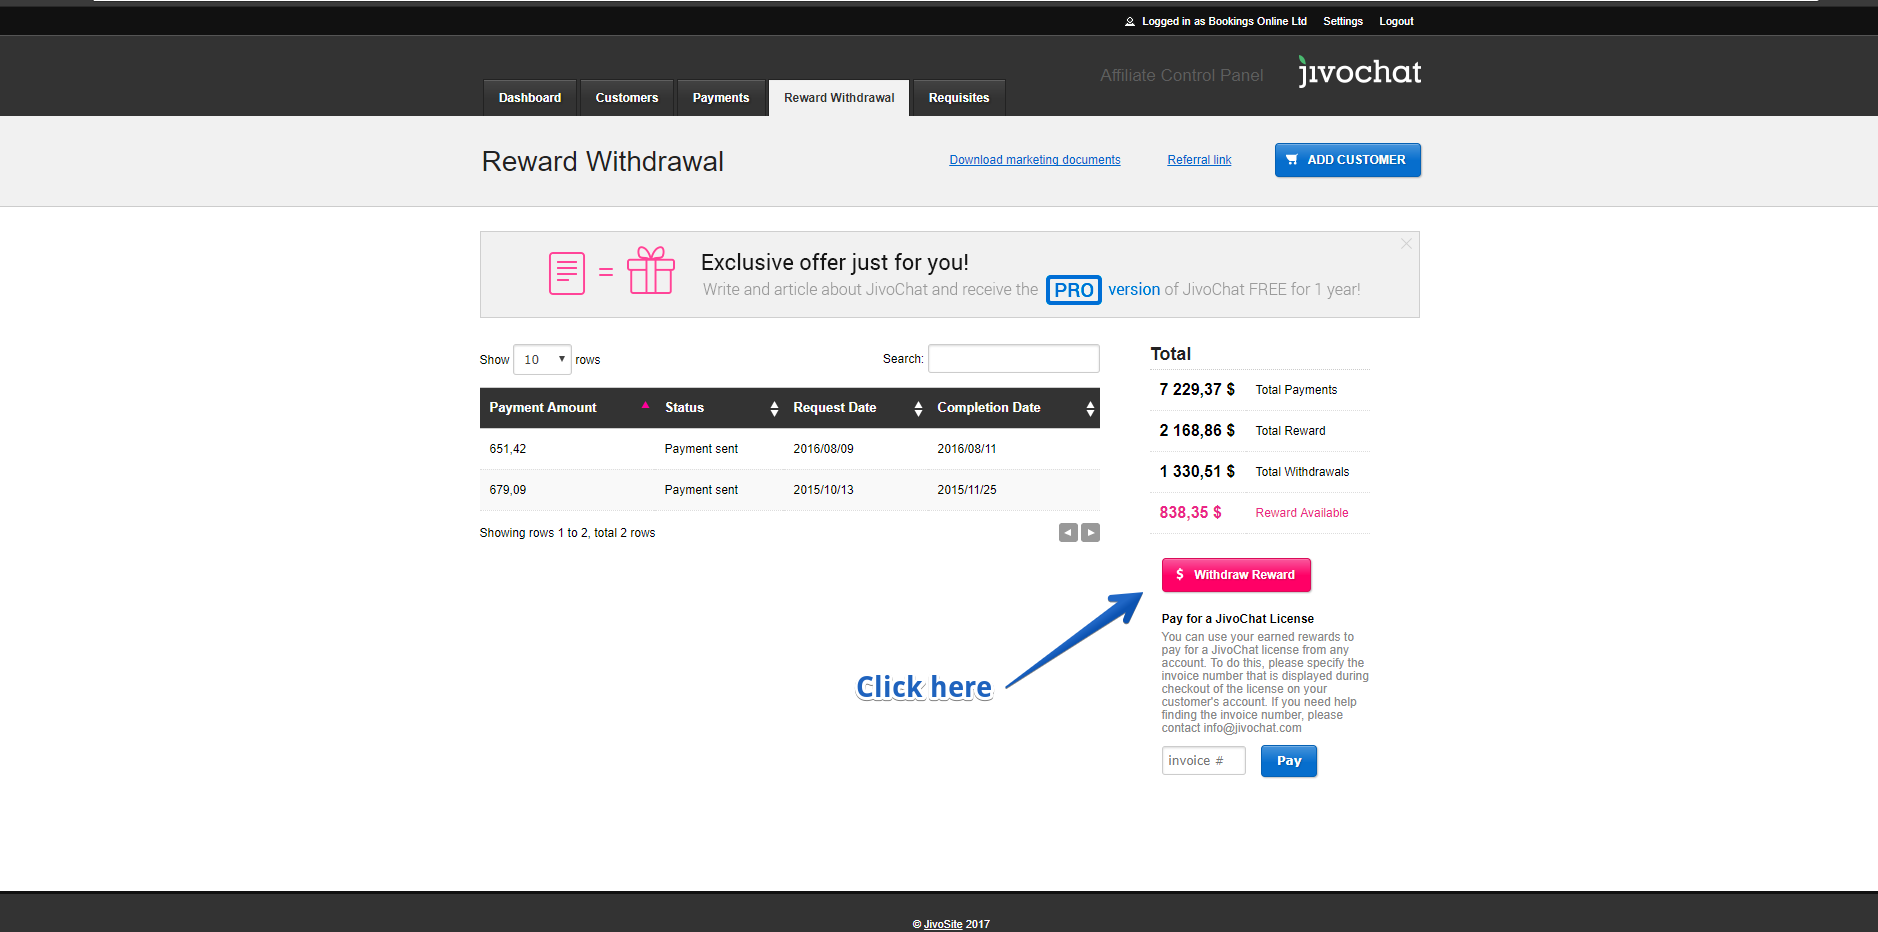 Logged in as Bookings Online Ltd Settings Logout
Affiliate Control Panel jivochat
Dashboard Customers Payments Reward Withdrawal Requisites
Reward Withdrawal Download marketing documents Referral link ADD CUSTOMER
Exclusive offer just for you!
Write and article about JivoChat and receive the PRO version of JivoChat FREE for 1 year!
Show 10 rows Search:
Payment Amount Status Request Date Completion Date
651,42 Payment sent 2016/08/09 2016/08/11
679,09 Payment sent 2015/10/13 2015/11/25
Showing rows 1 to 2, total 2 rows
Total
7 229,37 $ Total Payments
2 168,86 $ Total Reward
1 330,51 $ Total Withdrawals
838,35 $ Reward Available
$ Withdraw Reward
Click here
Pay for a JivoChat License
You can use your earned rewards to
pay for a JivoChat license from any
account. To do this, please specify the
invoice number that is displayed during
checkout of the license on your
customer's account. If you need help
finding the invoice number, please
contact info@jivochat.com
invoice # Pay
© JivoSite 2017